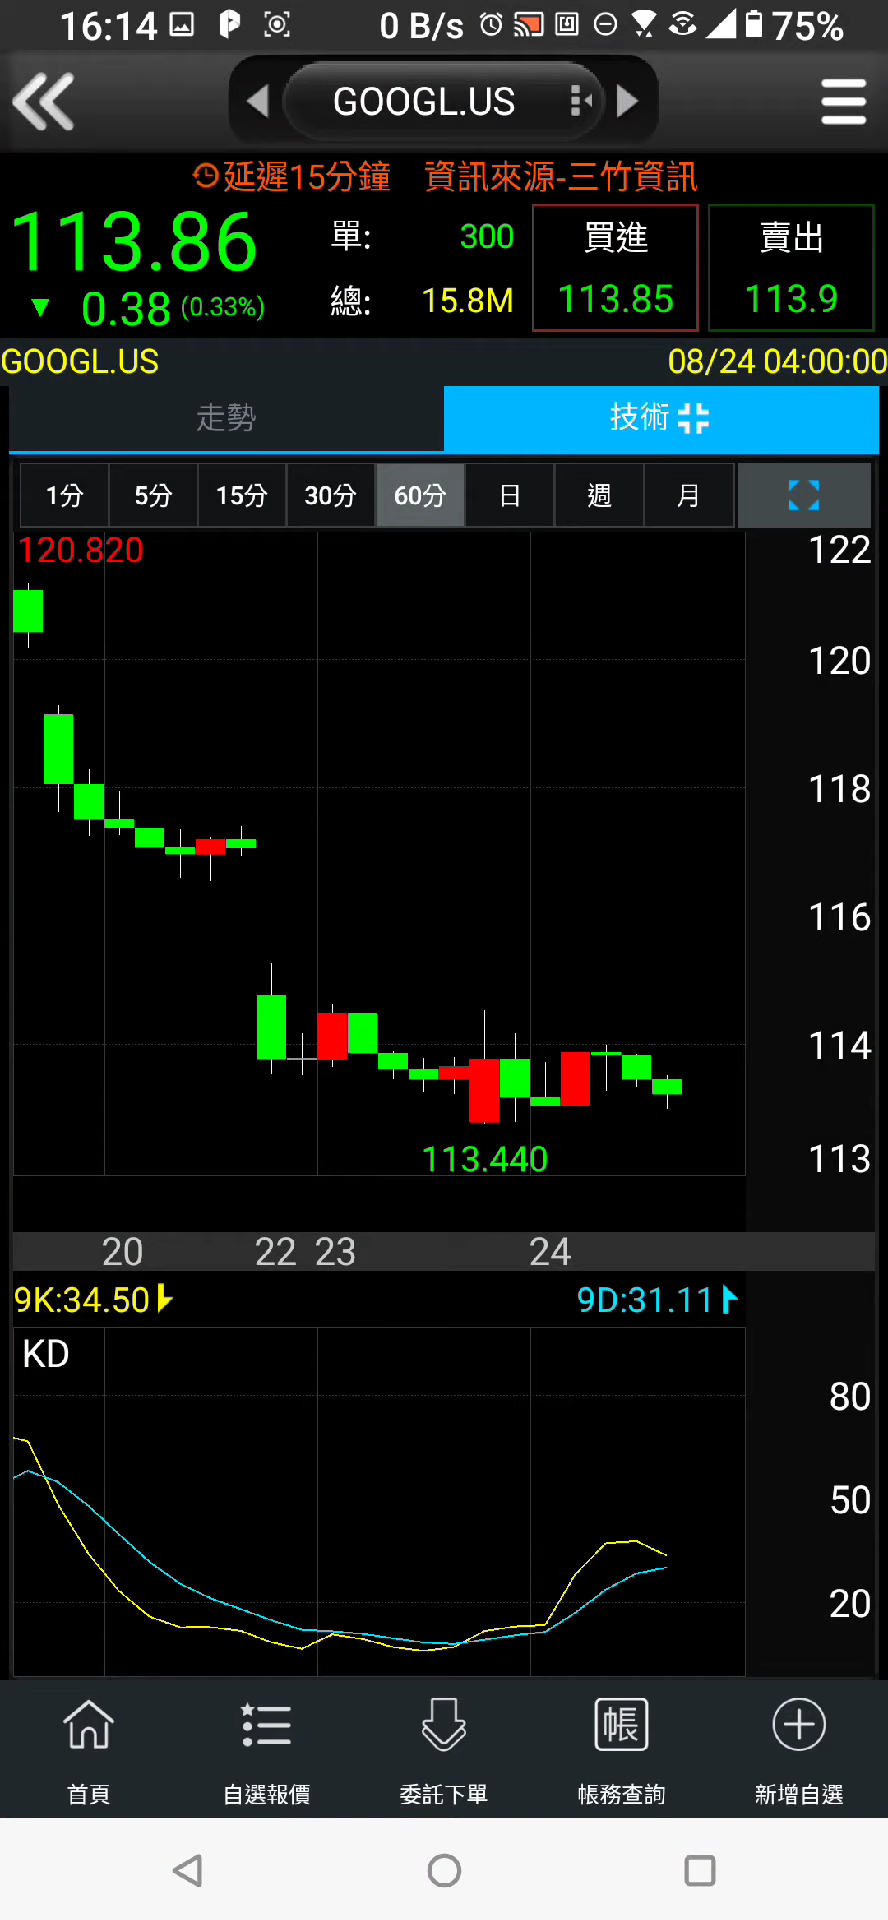 16:14 0 B/s 75%
GOOGL.US
延遲15分鐘 資訊來源-三竹資訊
113.86 單: 300 買進 賣出
▼ 0.38 (0.33%) 總: 15.8M 113.85 113.9
GOOGL.US 08/24 04:00:00
走勢 技術
1分 5分 15分 30分 60分 日 週 月
120.820 122
120
118
116
114
113.440 113
20 22 23 24
9K:34.50 9D:31.11
KD
80
50
20
帳
首頁 自選報價 委託下單 帳務查詢 新增自選